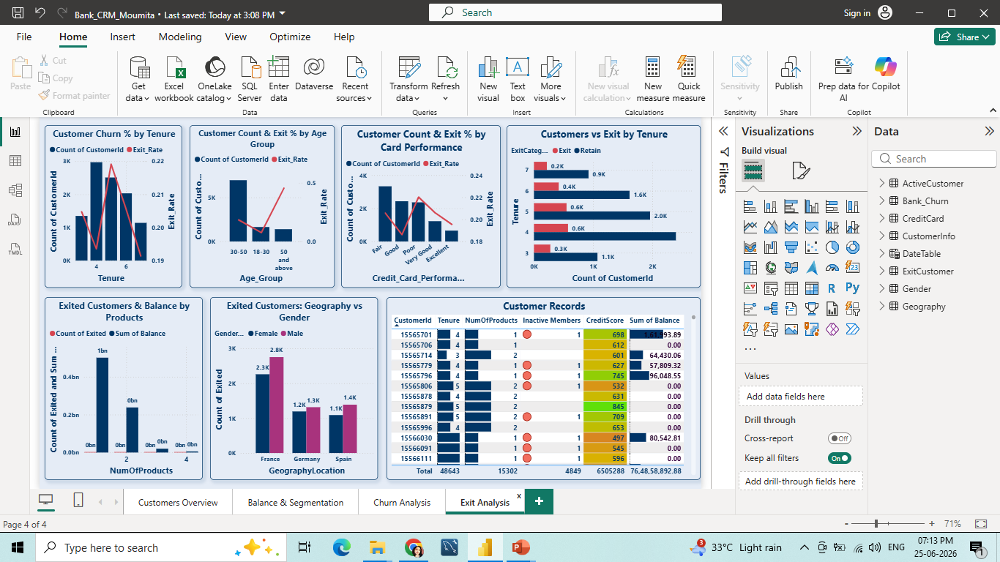 Bank_CRM_Moumita • Last saved: Today at 3:08 PM
Search
Sign in
File Home Insert Modeling View Optimize Help
Share
Paste
Cut
Copy
Format painter
Get data
Excel workbook
OneLake catalog
SQL Server
Enter data
Dataverse
Recent sources
Transform data
Refresh
New visual
Text box
More visuals
New visual calculation
New measure
Quick measure
Sensitivity
Publish
Prep data for AI
Copilot
Clipboard Data Queries Insert Calculations Sensitivity Share Copilot
Customer Churn % by Tenure
Count of CustomerId Exit_Rate
Count of CustomerId
3K
2K
1K
0K
0.22
0.21
0.20
0.19
Exit_Rate
4 6
Tenure
Customer Count & Exit % by Age
Group
Count of CustomerId Exit_Rate
Count of Custo...
5K
0K
0.5
0.0
Exit_Rate
30-50 18-30 50
and
above
Age_Group
Customer Count & Exit % by
Card Performance
Count of CustomerId Exit_Rate
Count of Custo...
4K
2K
0K
0.24
0.22
0.20
0.18
Exit_Rate
Fair Good Poor Very Good Excellent
Credit_Card_Performa...
Customers vs Exit by Tenure
ExitCateg... Exit Retain
Tenure
7 0.2K
0.9K
6 0.4K
1.6K
5 0.6K
2.0K
4 0.6K
3 0.3K
1.1K
0K 1K 2K
Count of CustomerId
Exited Customers & Balance by
Products
Count of Exited Sum of Balance
Count of Exited and Sum ...
0.4bn
0.2bn
0.0bn
1bn
0bn
0bn 0bn 0bn 0bn 0bn 0bn
2 4
NumOfProducts
Exited Customers: Geography vs
Gender
Gender... Female Male
Count of Exited
3K
2K
1K
0K
2.3K 2.8K
1.2K 1.3K
1.1K 1.4K
France Germany Spain
GeographyLocation
Customer Records
CustomerId Tenure NumOfProducts Inactive Members CreditScore Sum of Balance
15565701 4 1 1 698 1,61,993.89
15565706 4 1 612 0.00
15565714 3 2 601 64,430.06
15565779 4 1 1 627 57,809.32
15565796 4 1 1 745 96,048.55
15565806 5 2 1 532 0.00
15565878 4 2 631 0.00
15565879 5 2 845 0.00
15565891 5 2 1 709 0.00
15565996 4 2 653 0.00
15566030 1 1 497 80,542.81
15566091 1 1 545 0.00
15566111 1 1 596 0.00
Total 48643 15302 4849 6505288 76,48,58,892.88
Filters
Visualizations
Build visual
Values
Add data fields here
Drill through
Cross-report Off
Keep all filters On
Add drill-through fields here
Data
Search
ActiveCustomer
Bank_Churn
CreditCard
CustomerInfo
DateTable
ExitCustomer
Gender
Geography
DAX
TMDL
R Py
123
...
Customers Overview Balance & Segmentation Churn Analysis Exit Analysis x +
Page 4 of 4
- + 71%
Type here to search
3
33°C Light rain
ENG
07:13 PM
25-06-2026
1